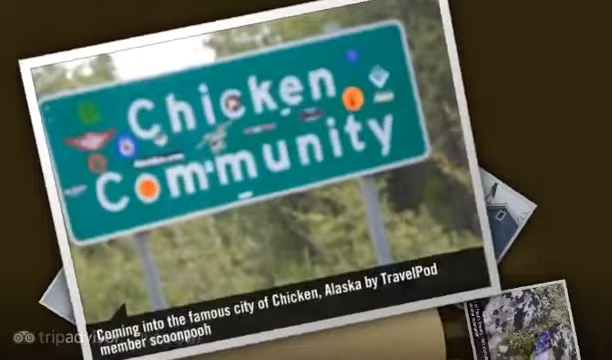 Chicken
Community
Coming into the famous city of Chicken, Alaska by TravelPod
member scoonpooh
tripadvisor